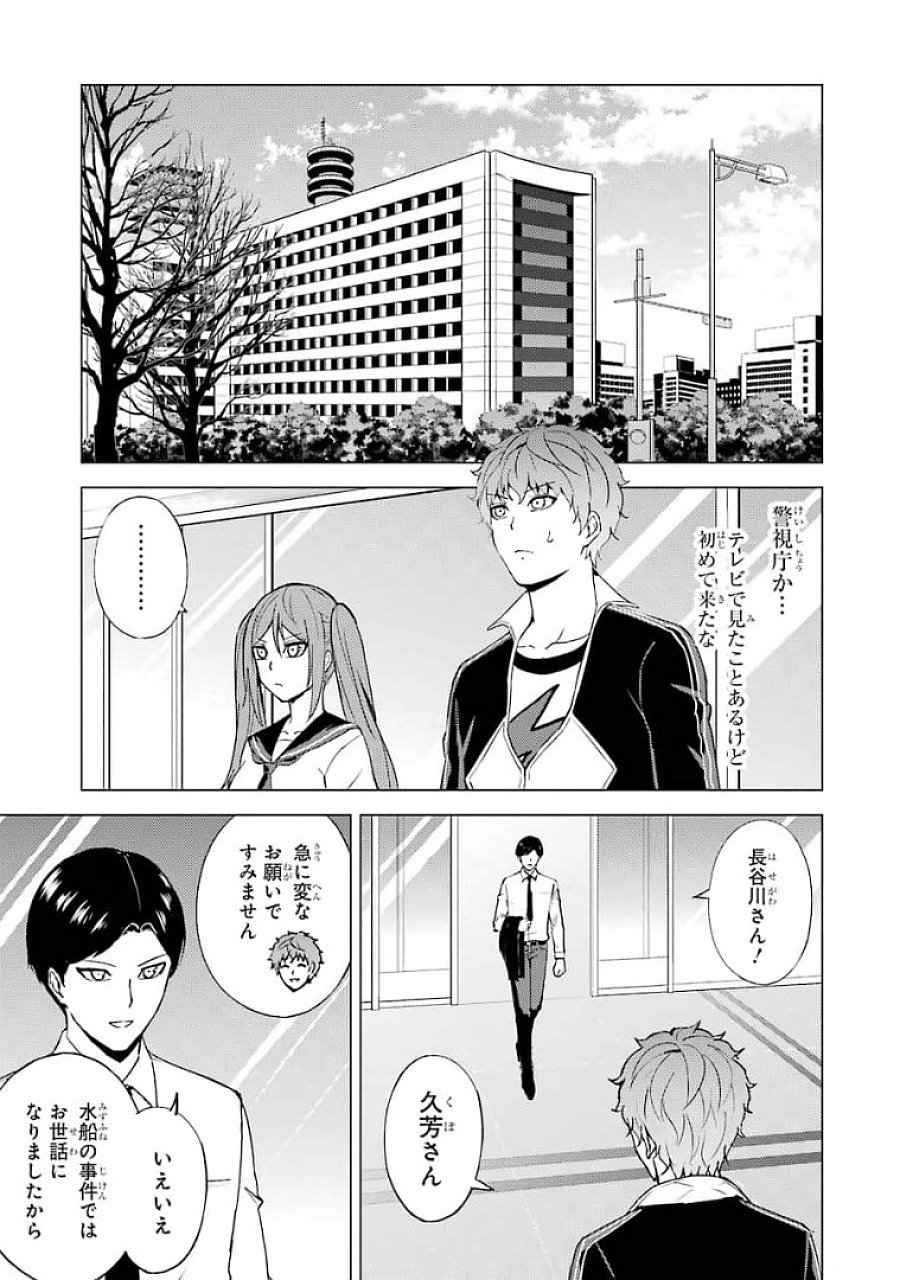 警視庁か…
テレビで見たことあるけど
初めて来たな
………
長谷川さん！
久芳さん
急に変な
お願いで
すみません
いえいえ
水船の事件では
お世話に
なりましたから